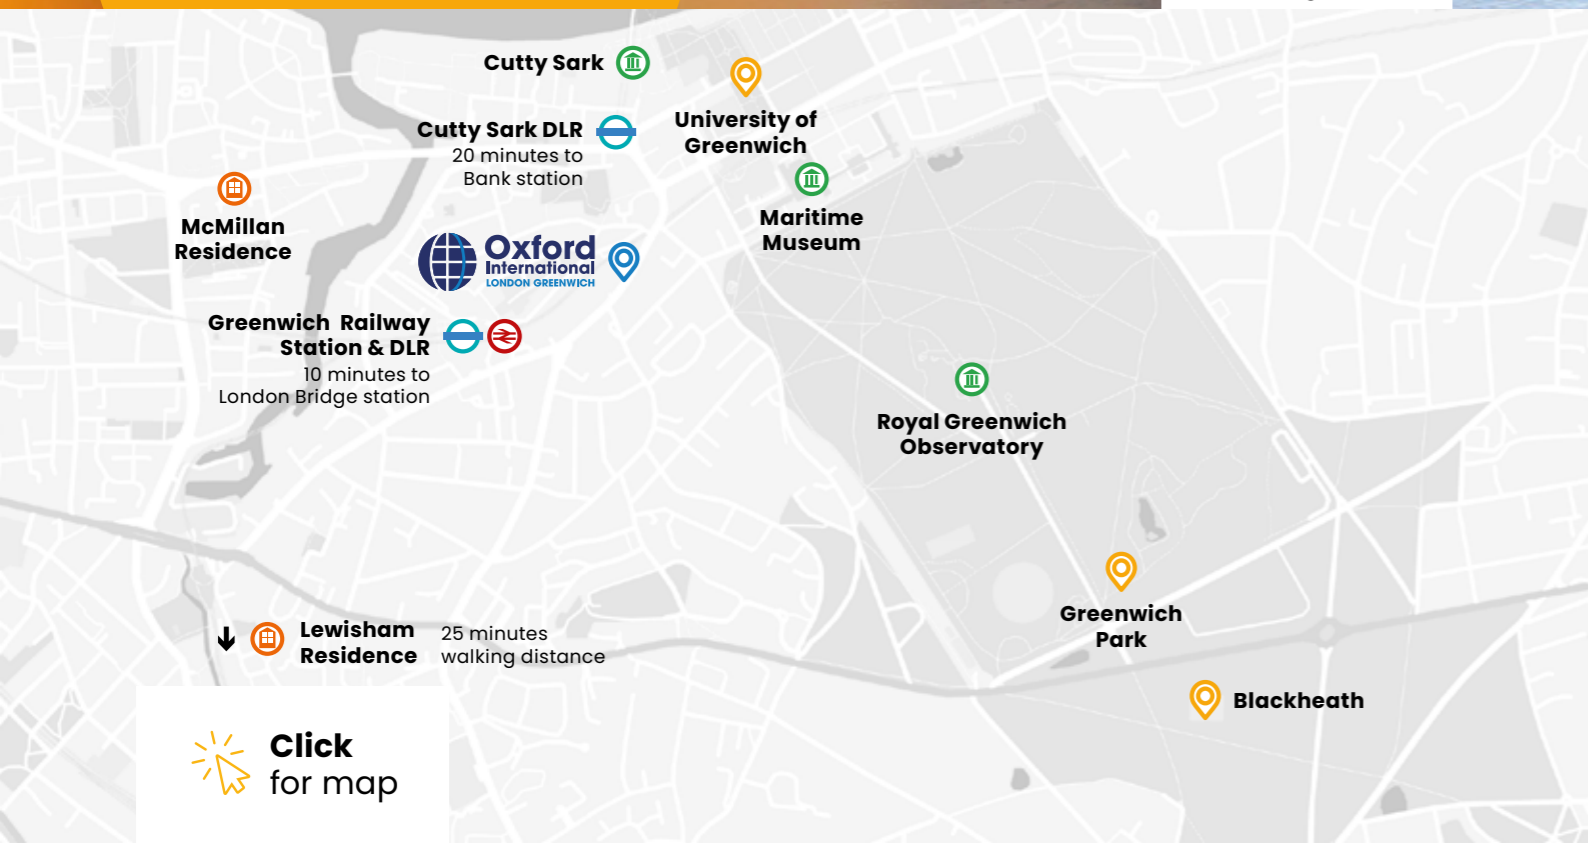 Cutty Sark
University of
Greenwich
Cutty Sark DLR
20 minutes to
Bank station
McMillan
Residence
Maritime
Museum
Oxford
International
LONDON GREENWICH
Greenwich Railway
Station & DLR
10 minutes to
London Bridge station
Royal Greenwich
Observatory
Greenwich
Park
Lewisham
Residence
25 minutes
walking distance
Blackheath
Click
for map